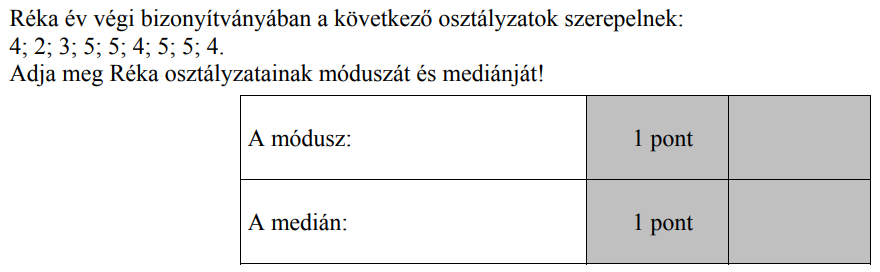 Réka év végi bizonyítványában a következő osztályzatok szerepelnek:
4; 2; 3; 5; 5; 4; 5; 5; 4.
Adja meg Réka osztályzatainak móduszát és mediánját!
A módusz: 1 pont
A medián: 1 pont